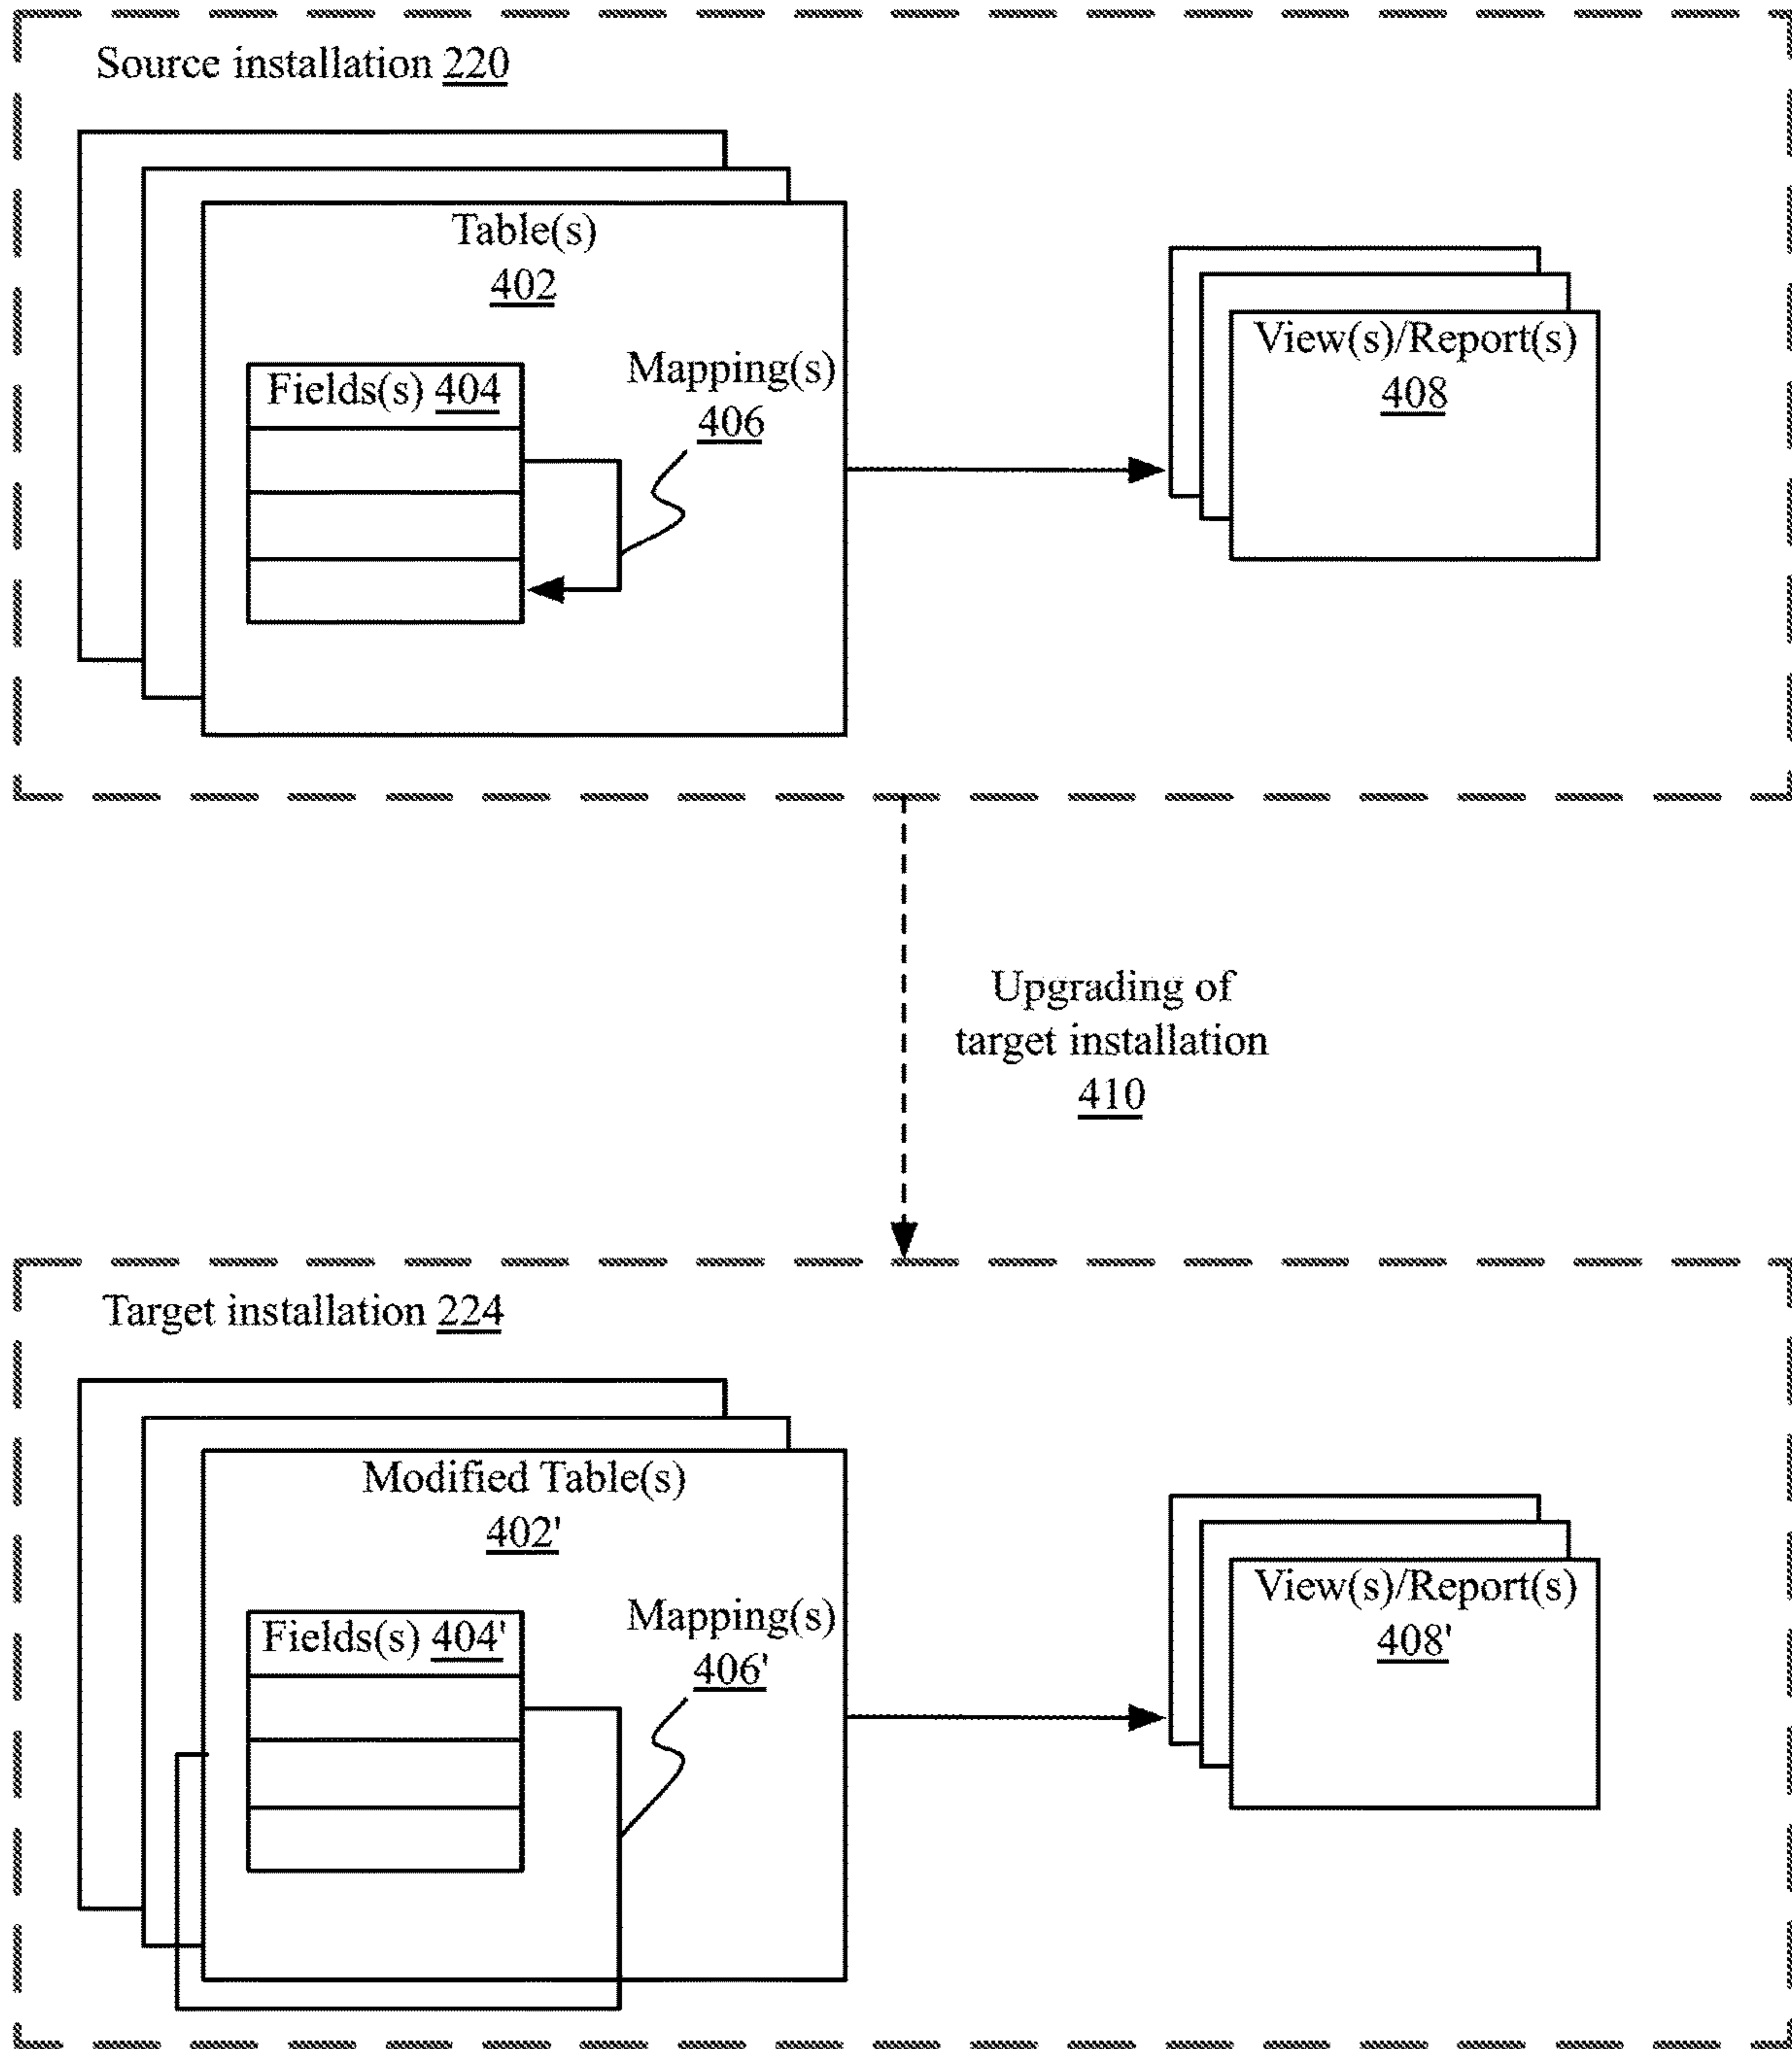 Source installation 220
Table(s)
402
Fields(s) 404
Mapping(s)
406
View(s)/Report(s)
408
Upgrading of
target installation
410
Target installation 224
Modified Table(s)
402'
Fields(s) 404'
Mapping(s)
406'
View(s)/Report(s)
408'